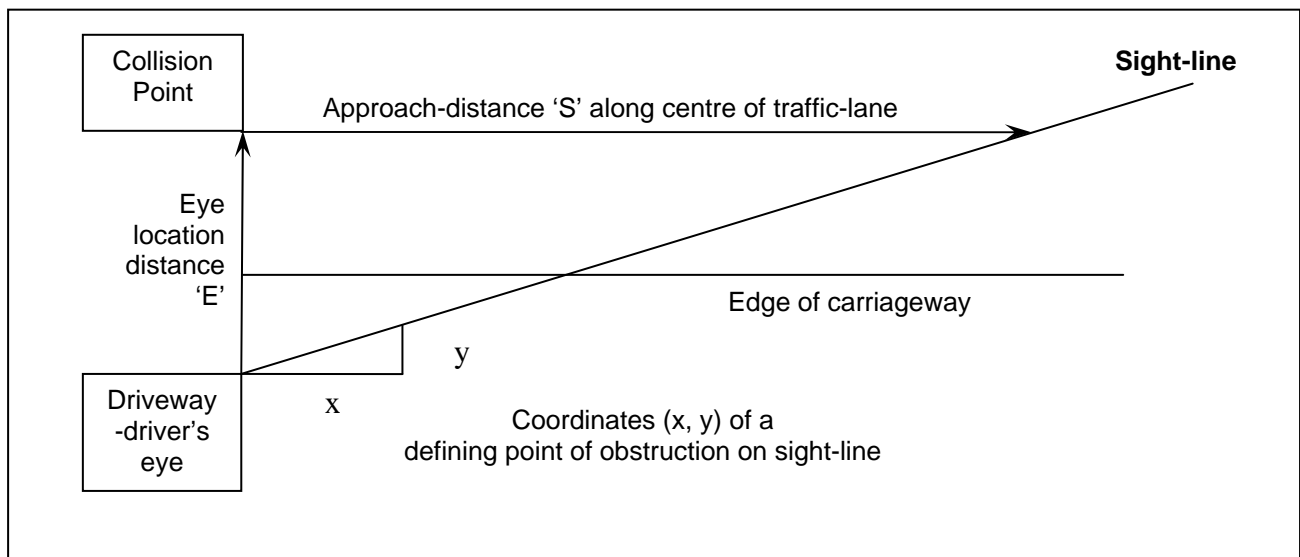 Collision
Point
Sight-line
Approach-distance ‘S’ along centre of traffic-lane
Eye
location
distance
‘E’
Edge of carriageway
y
x
Driveway
-driver’s
eye
Coordinates (x, y) of a
defining point of obstruction on sight-line